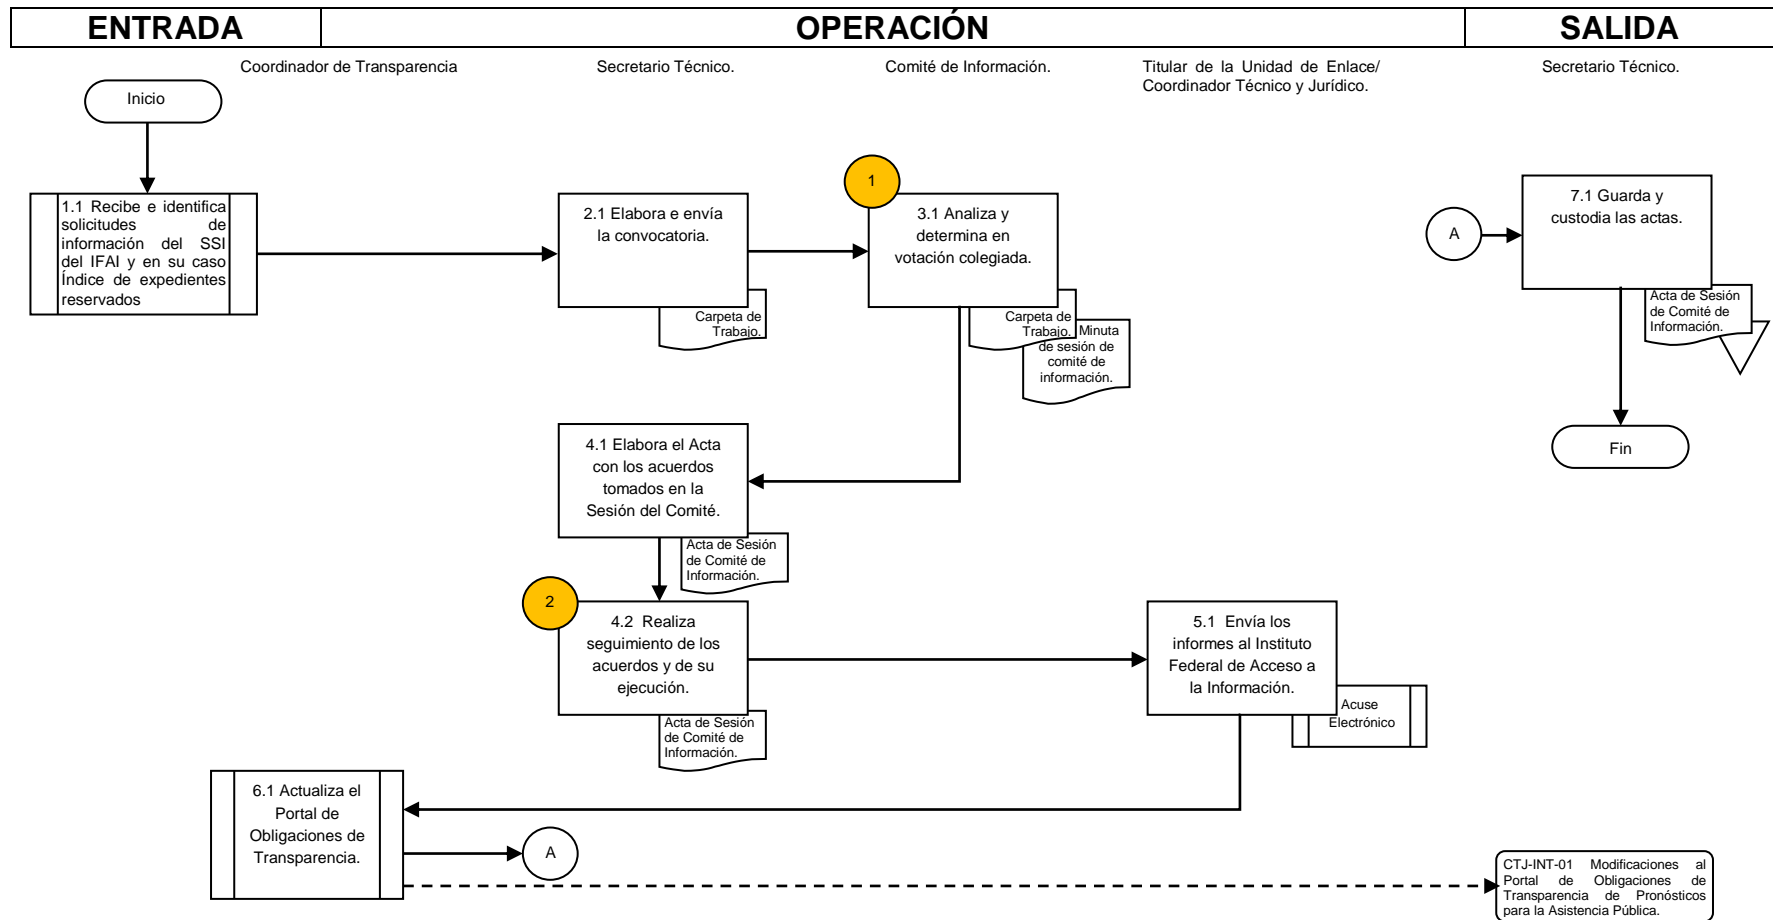 ENTRADA
OPERACIÓN
SALIDA
Coordinador de Transparencia
Secretario Técnico.
Comité de Información.
Titular de la Unidad de Enlace/
Coordinador Técnico y Jurídico.
Secretario Técnico.
Inicio
1.1 Recibe e identifica
solicitudes de
información del SSI
del IFAI y en su caso
Índice de expedientes
reservados
2.1 Elabora e envía
la convocatoria.
Carpeta de
Trabajo.
1
3.1 Analiza y
determina en
votación colegiada.
Carpeta de
Trabajo.
Minuta
de sesión de
comité de
información.
A
7.1 Guarda y
custodia las actas.
Acta de Sesión
de Comité de
Información.
Fin
4.1 Elabora el Acta
con los acuerdos
tomados en la
Sesión del Comité.
Acta de Sesión
de Comité de
Información.
2
4.2 Realiza
seguimiento de los
acuerdos y de su
ejecución.
Acta de Sesión
de Comité de
Información.
5.1 Envía los
informes al Instituto
Federal de Acceso a
la Información.
Acuse
Electrónico
6.1 Actualiza el
Portal de
Obligaciones de
Transparencia.
A
CTJ-INT-01 Modificaciones al
Portal de Obligaciones de
Transparencia de Pronósticos
para la Asistencia Pública.